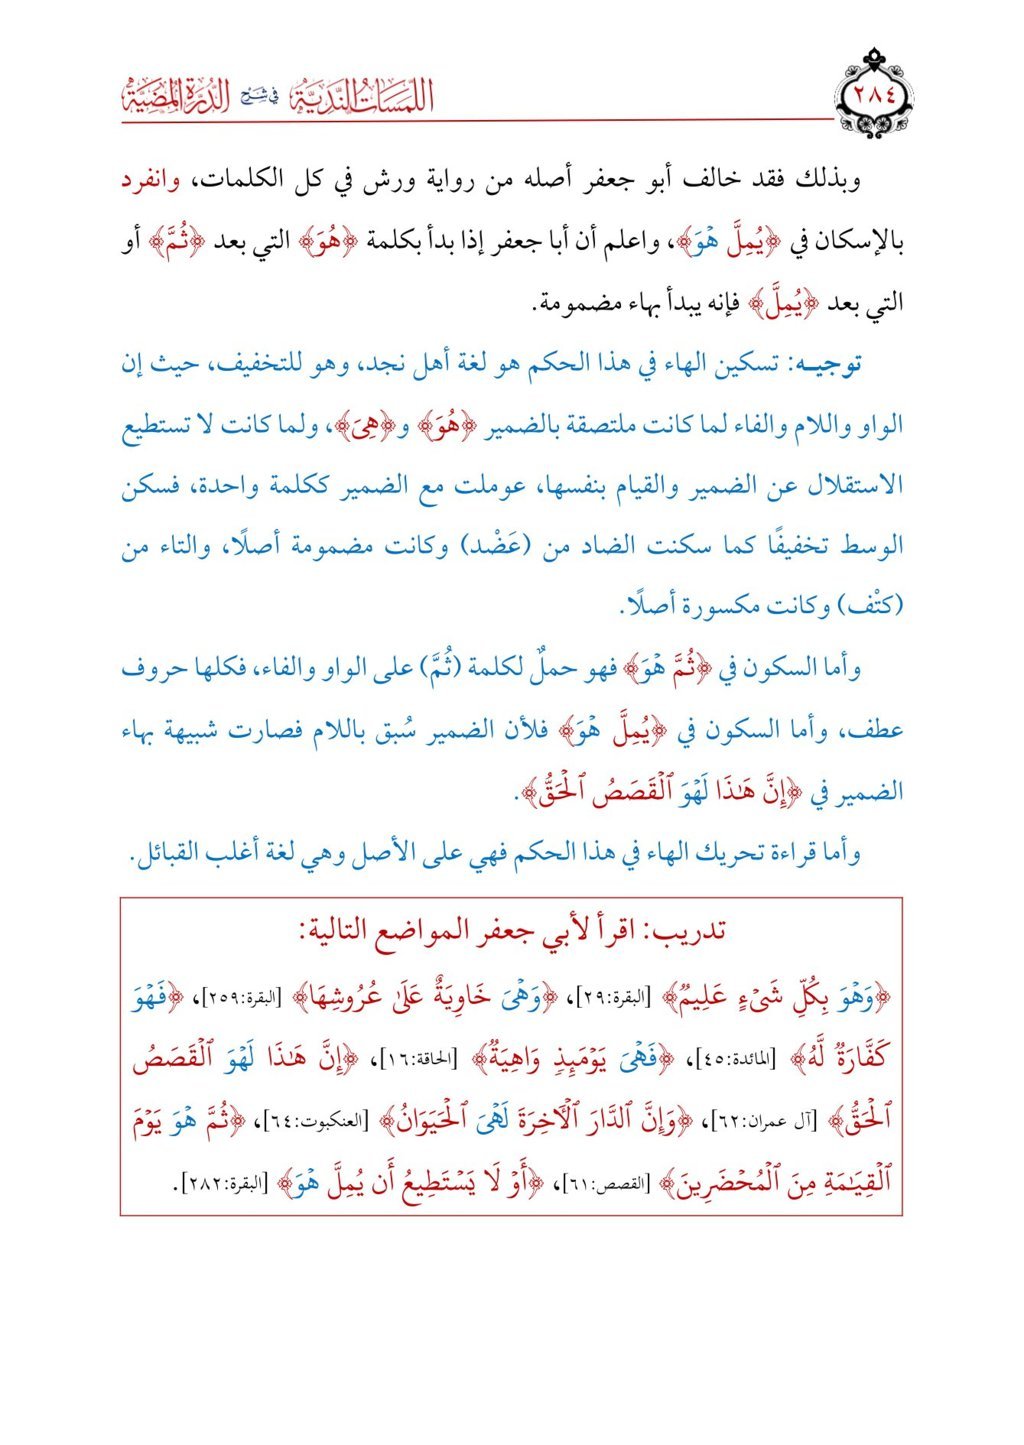 ٢٨٤
اللمسات الندية في شرح الدرة المضية
وبذلك فقد خالف أبو جعفر أصله من رواية ورش في كل الكلمات، وانفرد
بالإسكان في ﴿يُمِلَّ هْوَ﴾، واعلم أن أبا جعفر إذا بدأ بكلمة ﴿هُوَ﴾ التي بعد ﴿ثُمَّ﴾ أو
التي بعد ﴿يُمِلَّ﴾ فإنه يبدأ بهاء مضمومة.
توجيـه: تسكين الهاء في هذا الحكم هو لغة أهل نجد، وهو للتخفيف، حيث إن
الواو واللام والفاء لما كانت ملتصقة بالضمير ﴿هُوَ﴾ و﴿هِيَ﴾، ولما كانت لا تستطيع
الاستقلال عن الضمير والقيام بنفسها، عوملت مع الضمير ككلمة واحدة، فسكن
الوسط تخفيفًا كما سكنت الضاد من (عَضْد) وكانت مضمومة أصلًا، والتاء من
(كتْف) وكانت مكسورة أصلًا.
وأما السكون في ﴿ثُمَّ هْوَ﴾ فهو حملٌ لكلمة (ثُمَّ) على الواو والفاء، فكلها حروف
عطف، وأما السكون في ﴿يُمِلَّ هْوَ﴾ فلأن الضمير سُبق باللام فصارت شبيهة بهاء
الضمير في ﴿إِنَّ هَٰذَا لَهْوَ ٱلْقَصَصُ ٱلْحَقُّ﴾.
وأما قراءة تحريك الهاء في هذا الحكم فهي على الأصل وهي لغة أغلب القبائل.
تدريب: اقرأ لأبي جعفر المواضع التالية:
﴿وَهْوَ بِكُلِّ شَيْءٍ عَلِيمٌ﴾ [البقرة:٢٩]، ﴿وَهْيَ خَاوِيَةٌ عَلَىٰ عُرُوشِهَا﴾ [البقرة:٢٥٩]، ﴿فَهْوَ
كَفَّارَةٌ لَّهُ﴾ [المائدة:٤٥]، ﴿فَهْيَ يَوْمَئِذٍ وَاهِيَةٌ﴾ [الحاقة:١٦]، ﴿إِنَّ هَٰذَا لَهْوَ ٱلْقَصَصُ
ٱلْحَقُّ﴾ [آل عمران:٦٢]، ﴿وَإِنَّ ٱلدَّارَ ٱلْآخِرَةَ لَهْيَ ٱلْحَيَوَانُ﴾ [العنكبوت:٦٤]، ﴿ثُمَّ هْوَ يَوْمَ
ٱلْقِيَٰمَةِ مِنَ ٱلْمُحْضَرِينَ﴾ [القصص:٦١]، ﴿أَوْ لَا يَسْتَطِيعُ أَن يُمِلَّ هْوَ﴾ [البقرة:٢٨٢].